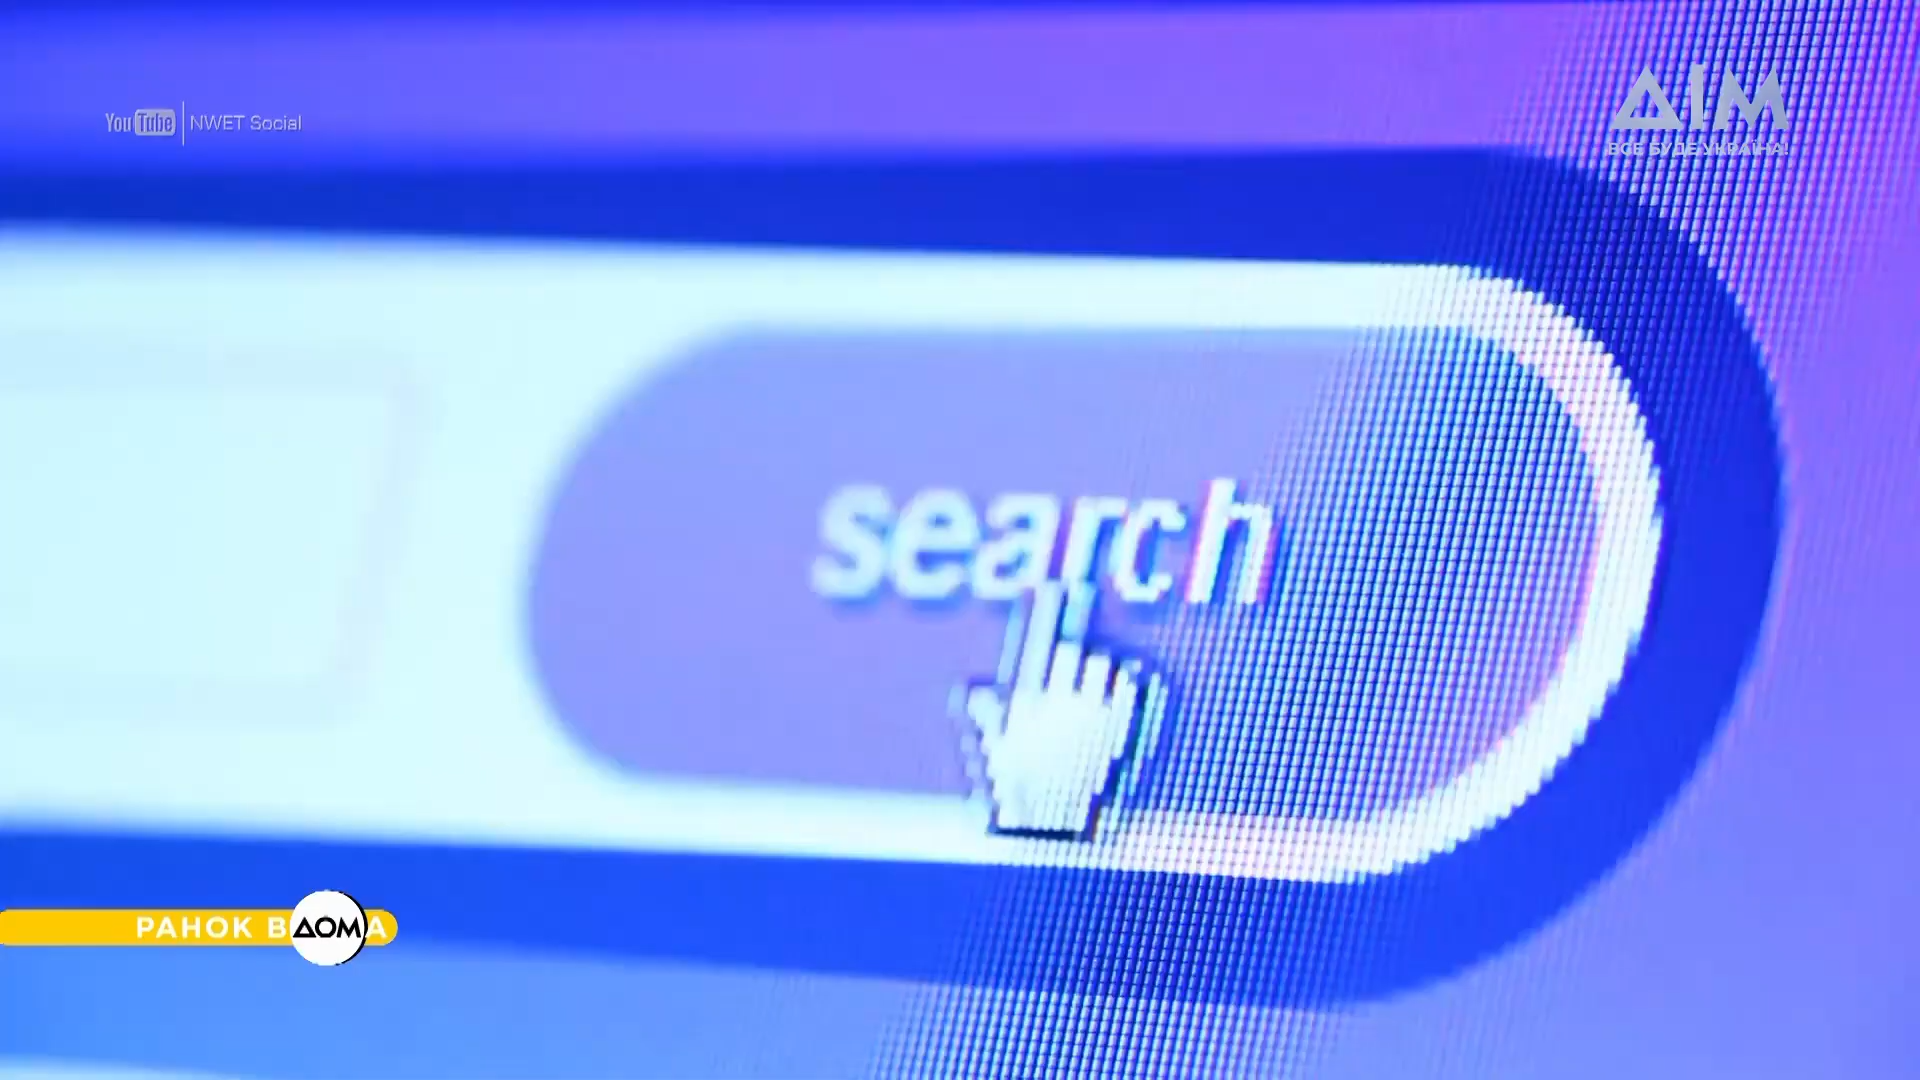 YouTube | NWET Social
ДІМ
ВСЕ БУДЕ УКРАЇНА!
search
РАНОК ВДОМА